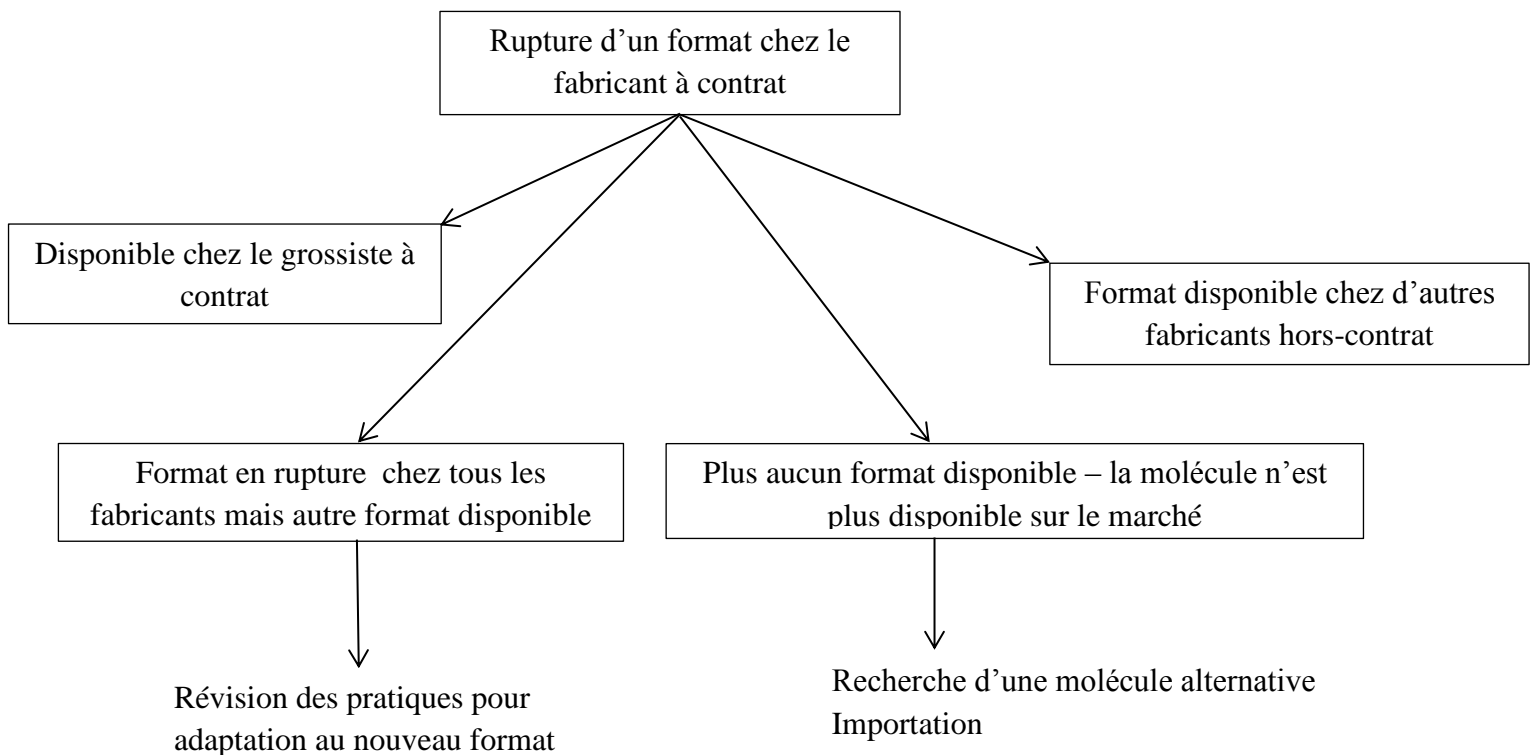 Rupture d’un format chez le
fabricant à contrat
Disponible chez le grossiste à
contrat
Format disponible chez d’autres
fabricants hors-contrat
Format en rupture  chez tous les
fabricants mais autre format disponible
Plus aucun format disponible – la molécule n’est
plus disponible sur le marché
Révision des pratiques pour
adaptation au nouveau format
Recherche d’une molécule alternative
Importation